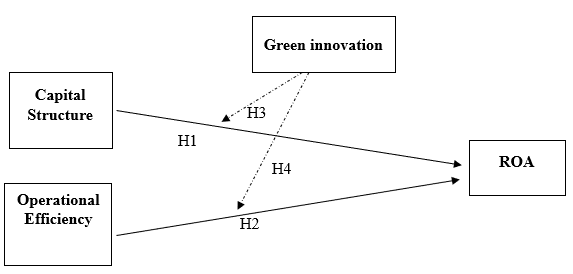 Green innovation
Capital
Structure
H3
H1
ROA
H4
Operational
Efficiency
H2